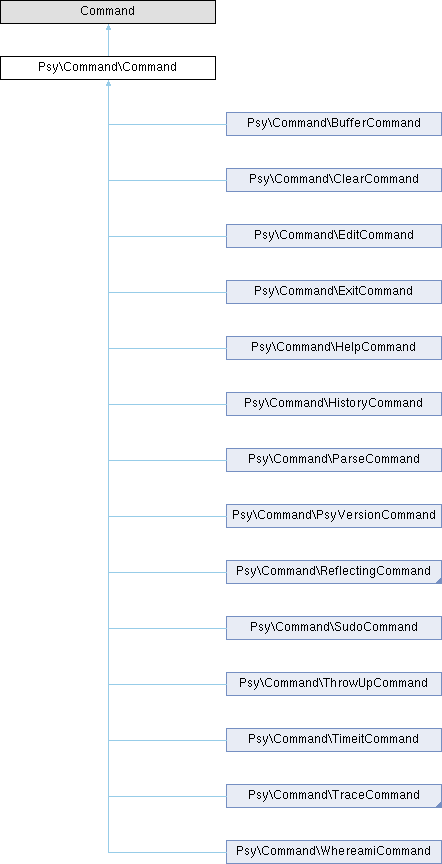 Command
Psy\Command\Command
Psy\Command\BufferCommand
Psy\Command\ClearCommand
Psy\Command\EditCommand
Psy\Command\ExitCommand
Psy\Command\HelpCommand
Psy\Command\HistoryCommand
Psy\Command\ParseCommand
Psy\Command\PsyVersionCommand
Psy\Command\ReflectingCommand
Psy\Command\SudoCommand
Psy\Command\ThrowUpCommand
Psy\Command\TimeitCommand
Psy\Command\TraceCommand
Psy\Command\WhereamiCommand